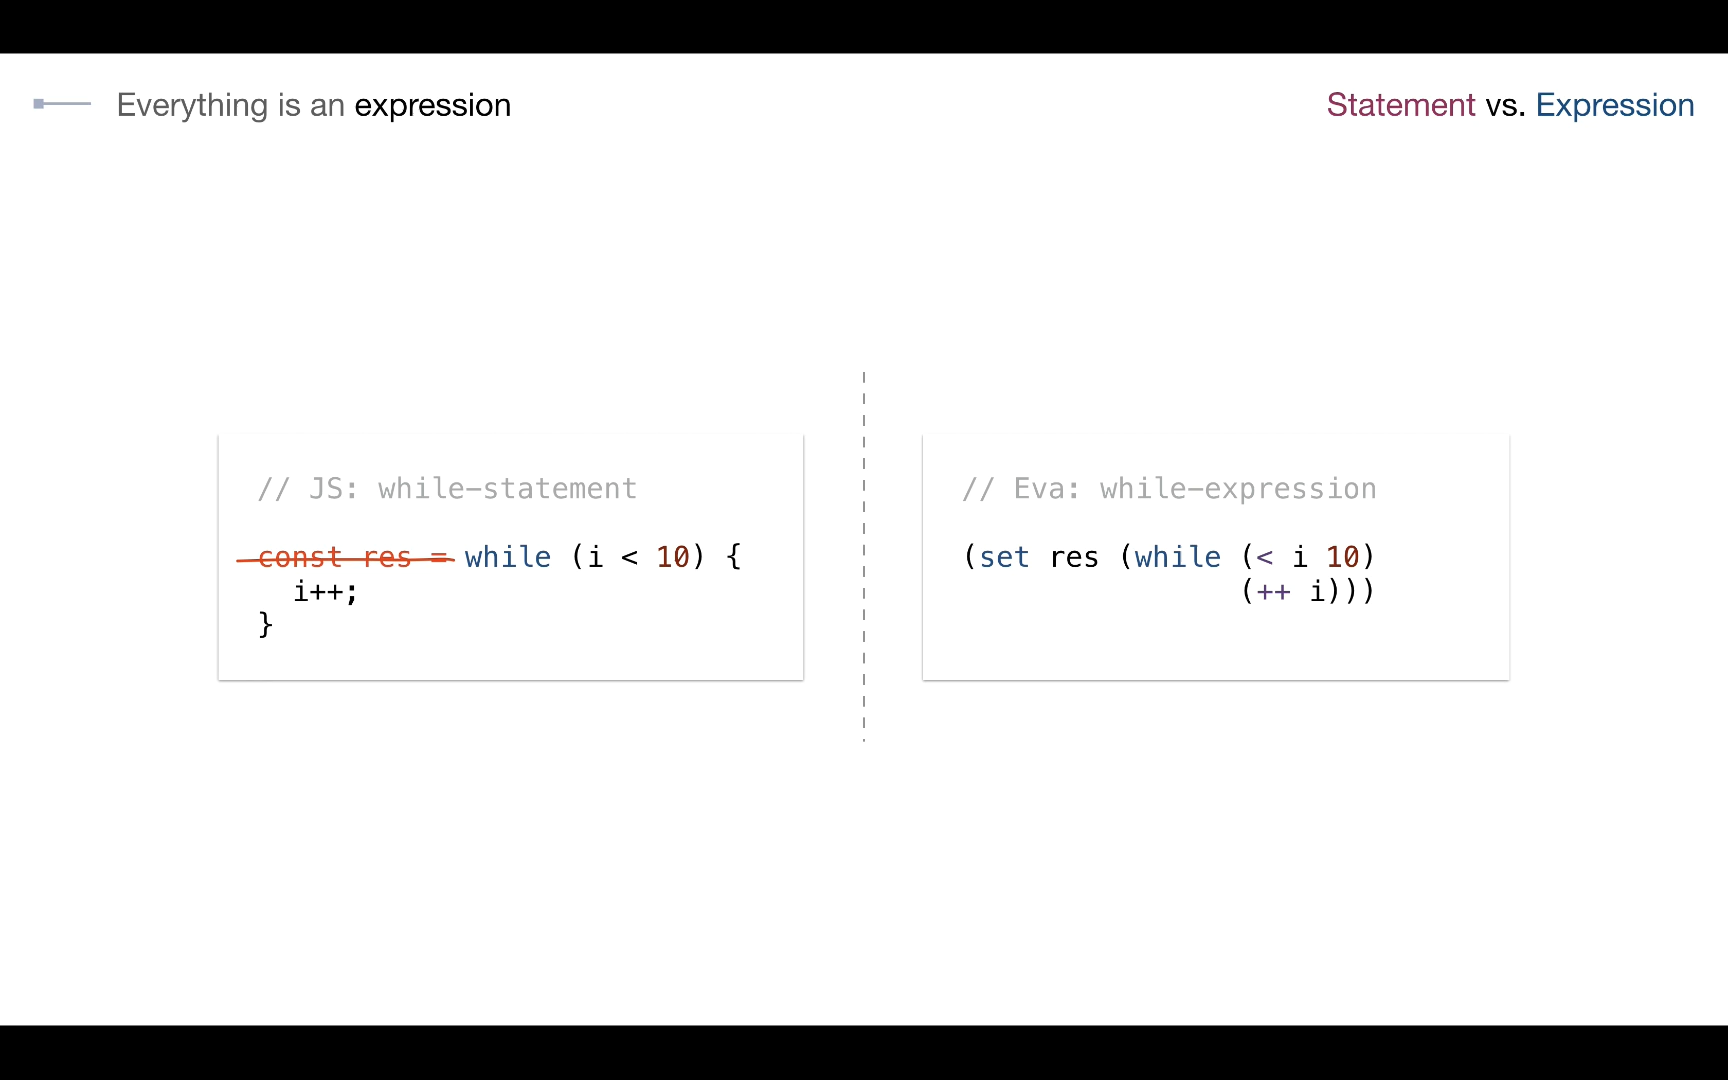 Everything is an expression
Statement vs. Expression
// JS: while-statement
const res = while (i < 10) {
  i++;
}
// Eva: while-expression
(set res (while (< i 10)
                (++ i)))